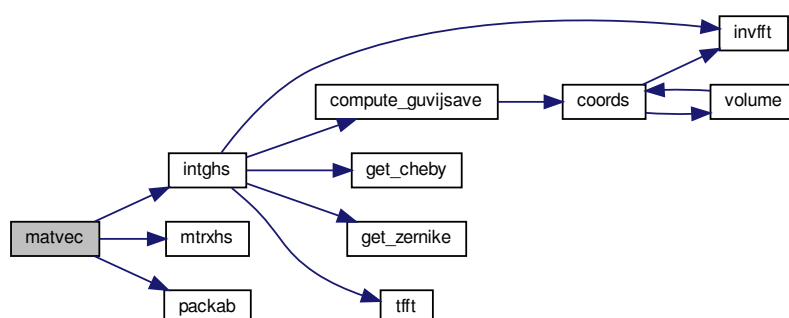 invfft
compute_guvijsave
coords
volume
intghs
get_cheby
matvec
mtrxhs
get_zernike
packab
tfft